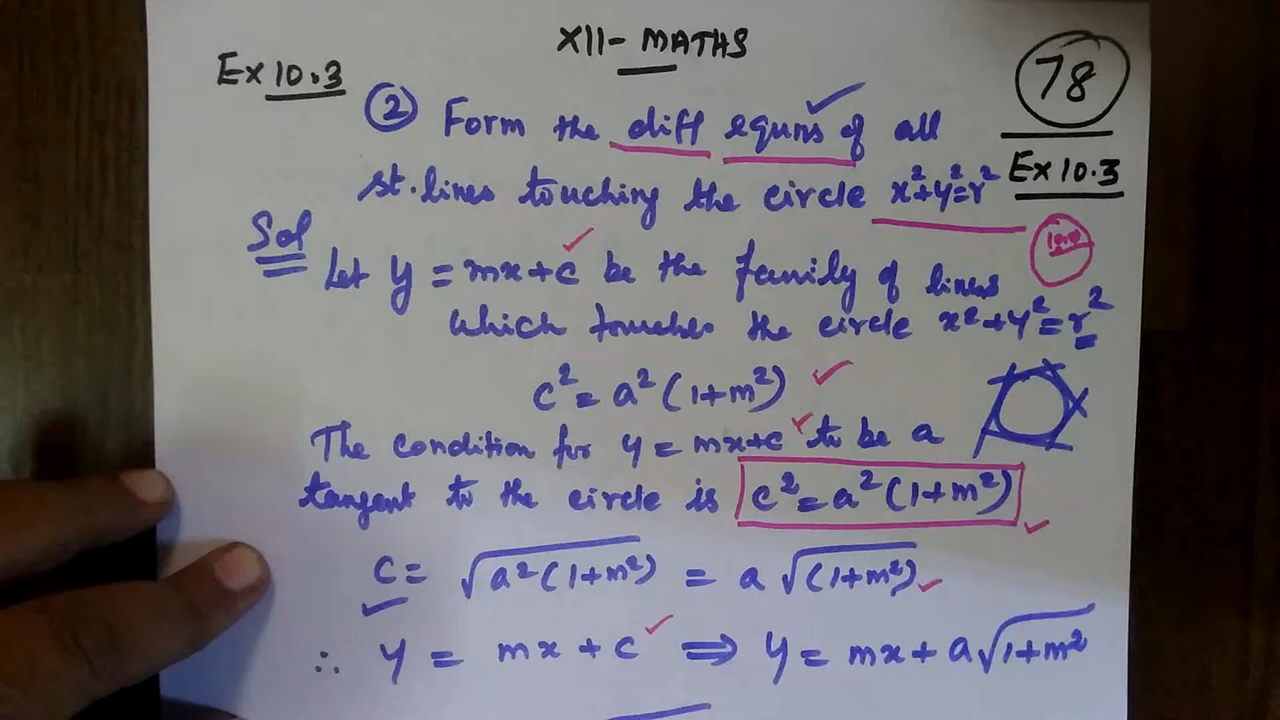 XII - MATHS
Ex 10.3
78
② Form the diff equns of all
st. lines touching the circle x²+y²=r²
Ex 10.3
Sol
Let y = mx+c be the family of lines
which touches the circle x²+y²=r²
c² = a²(1+m²)
The condition for y = mx+c to be a
tangent to the circle is c² = a²(1+m²)
c = √a²(1+m²) = a √(1+m²)
∴ y = mx + c ⇒ y = mx + a√1+m²